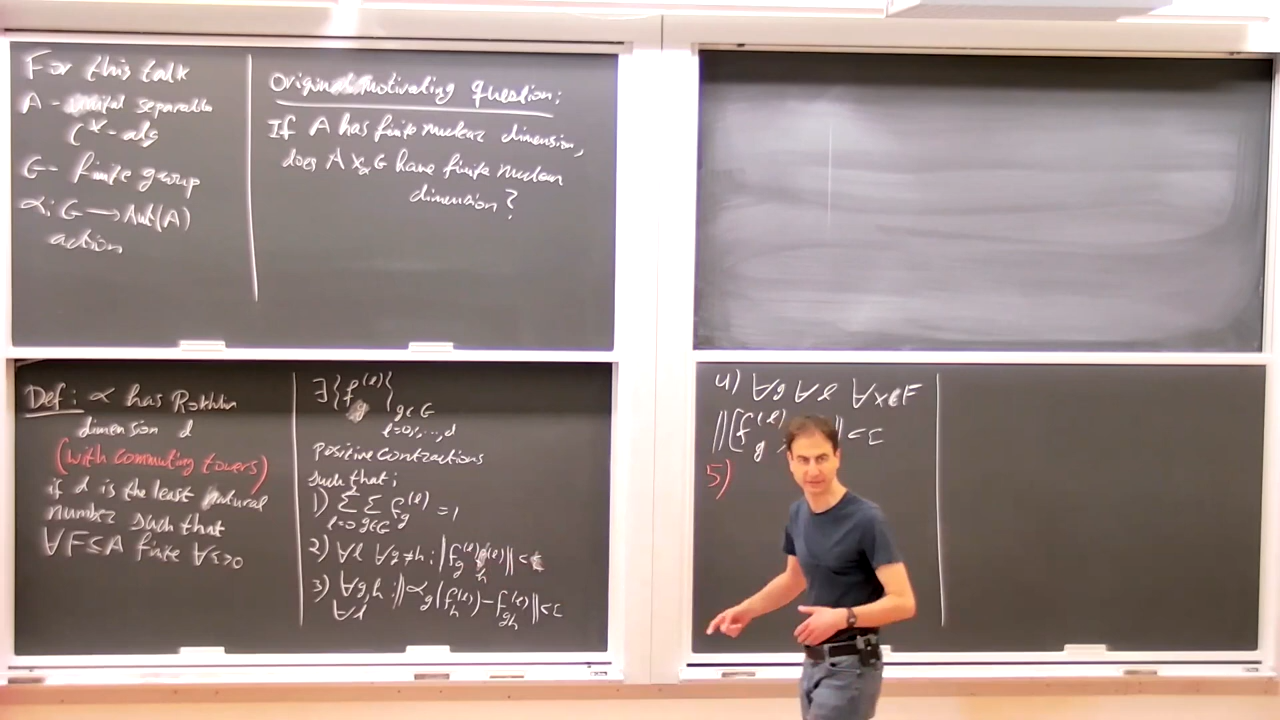 For this talk
A - unital separable
C*-alg
G - finite group
α: G → Aut(A)
action
Original motivating question:
If A has finite nuclear dimension,
does A ⋊_α G have finite nuclear
dimension?
Def: α has Rokhlin
dimension d
(with commuting towers)
if d is the least natural
number such that
∀F⊆A finite ∀ε>0
∃{f_g^(l)}_{g∈G, l=0,...,d}
positive contractions
such that:
1) Σ_{l=0} Σ_{g∈G} f_g^(l) = 1
2) ∀l ∀g≠h: ||f_g^(l) f_h^(l)|| < ε
3) ∀g,h ∀l: ||α_g(f_h^(l)) - f_gh^(l)|| < ε
4) ∀g ∀l ∀x∈F
||[f_g^(l), || < ε
5)